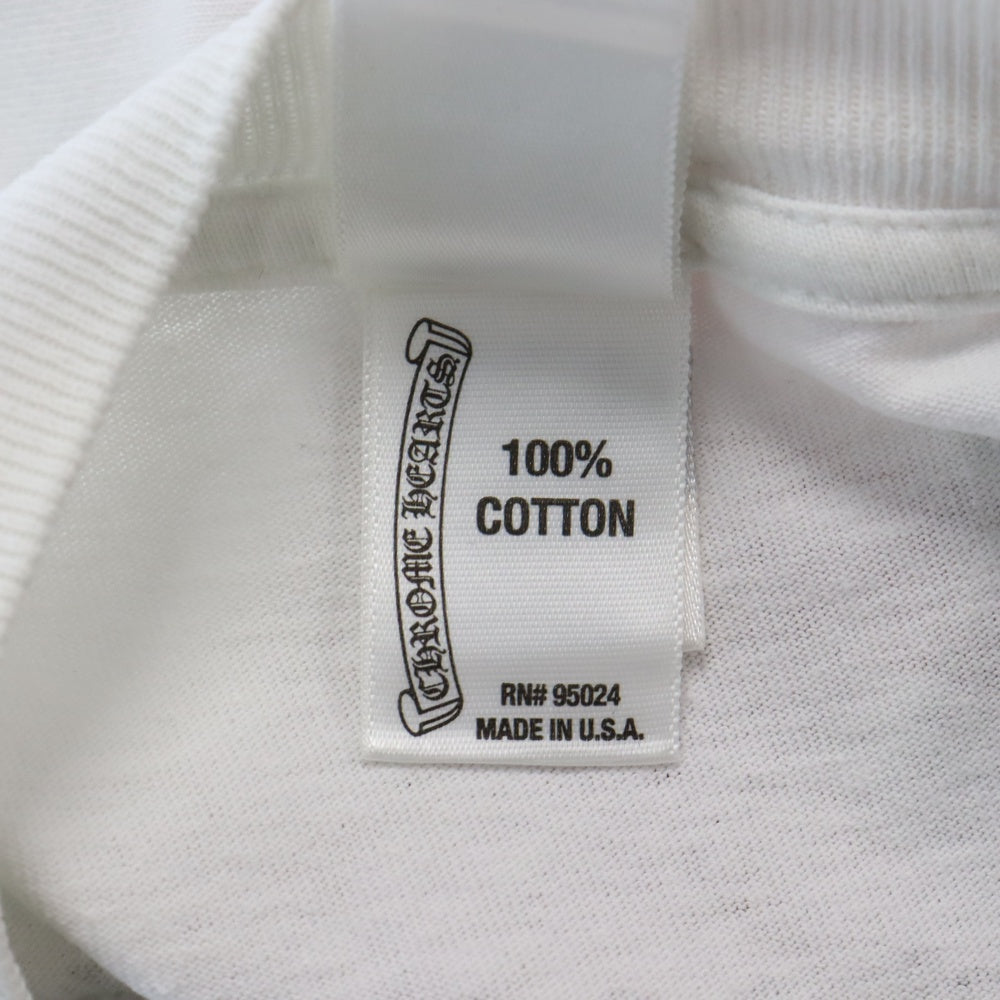 CHROME HEARTS
100%
COTTON
RN# 95024
MADE IN U.S.A.